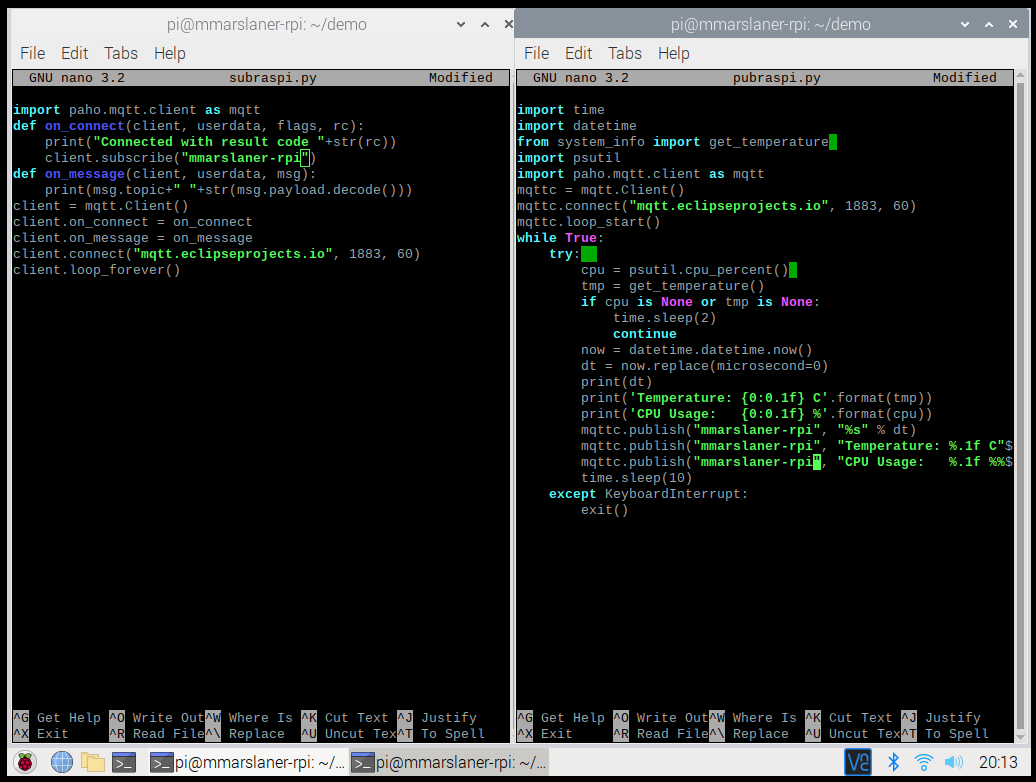 pi@mmarslaner-rpi: ~/demo
File Edit Tabs Help
GNU nano 3.2 subraspi.py Modified
import paho.mqtt.client as mqtt
def on_connect(client, userdata, flags, rc):
    print("Connected with result code "+str(rc))
    client.subscribe("mmarslaner-rpi")
def on_message(client, userdata, msg):
    print(msg.topic+" "+str(msg.payload.decode()))
client = mqtt.Client()
client.on_connect = on_connect
client.on_message = on_message
client.connect("mqtt.eclipseprojects.io", 1883, 60)
client.loop_forever()
^G Get Help ^O Write Out ^W Where Is ^K Cut Text ^J Justify
^X Exit ^R Read File ^\ Replace ^U Uncut Tex ^T To Spell
pi@mmarslaner-rpi: ~/demo
File Edit Tabs Help
GNU nano 3.2 pubraspi.py Modified
import time
import datetime
from system_info import get_temperature
import psutil
import paho.mqtt.client as mqtt
mqttc = mqtt.Client()
mqttc.connect("mqtt.eclipseprojects.io", 1883, 60)
mqttc.loop_start()
while True:
    try:
        cpu = psutil.cpu_percent()
        tmp = get_temperature()
        if cpu is None or tmp is None:
            time.sleep(2)
            continue
        now = datetime.datetime.now()
        dt = now.replace(microsecond=0)
        print(dt)
        print('Temperature: {0:0.1f} C'.format(tmp))
        print('CPU Usage:   {0:0.1f} %'.format(cpu))
        mqttc.publish("mmarslaner-rpi", "%s" % dt)
        mqttc.publish("mmarslaner-rpi", "Temperature: %.1f C"$
        mqttc.publish("mmarslaner-rpi", "CPU Usage:   %.1f %%$
        time.sleep(10)
    except KeyboardInterrupt:
        exit()
^G Get Help ^O Write Out ^W Where Is ^K Cut Text ^J Justify
^X Exit ^R Read File ^\ Replace ^U Uncut Tex ^T To Spell
>_ >_ pi@mmarslaner-rpi: ~/... >_ pi@mmarslaner-rpi: ~/... 20:13